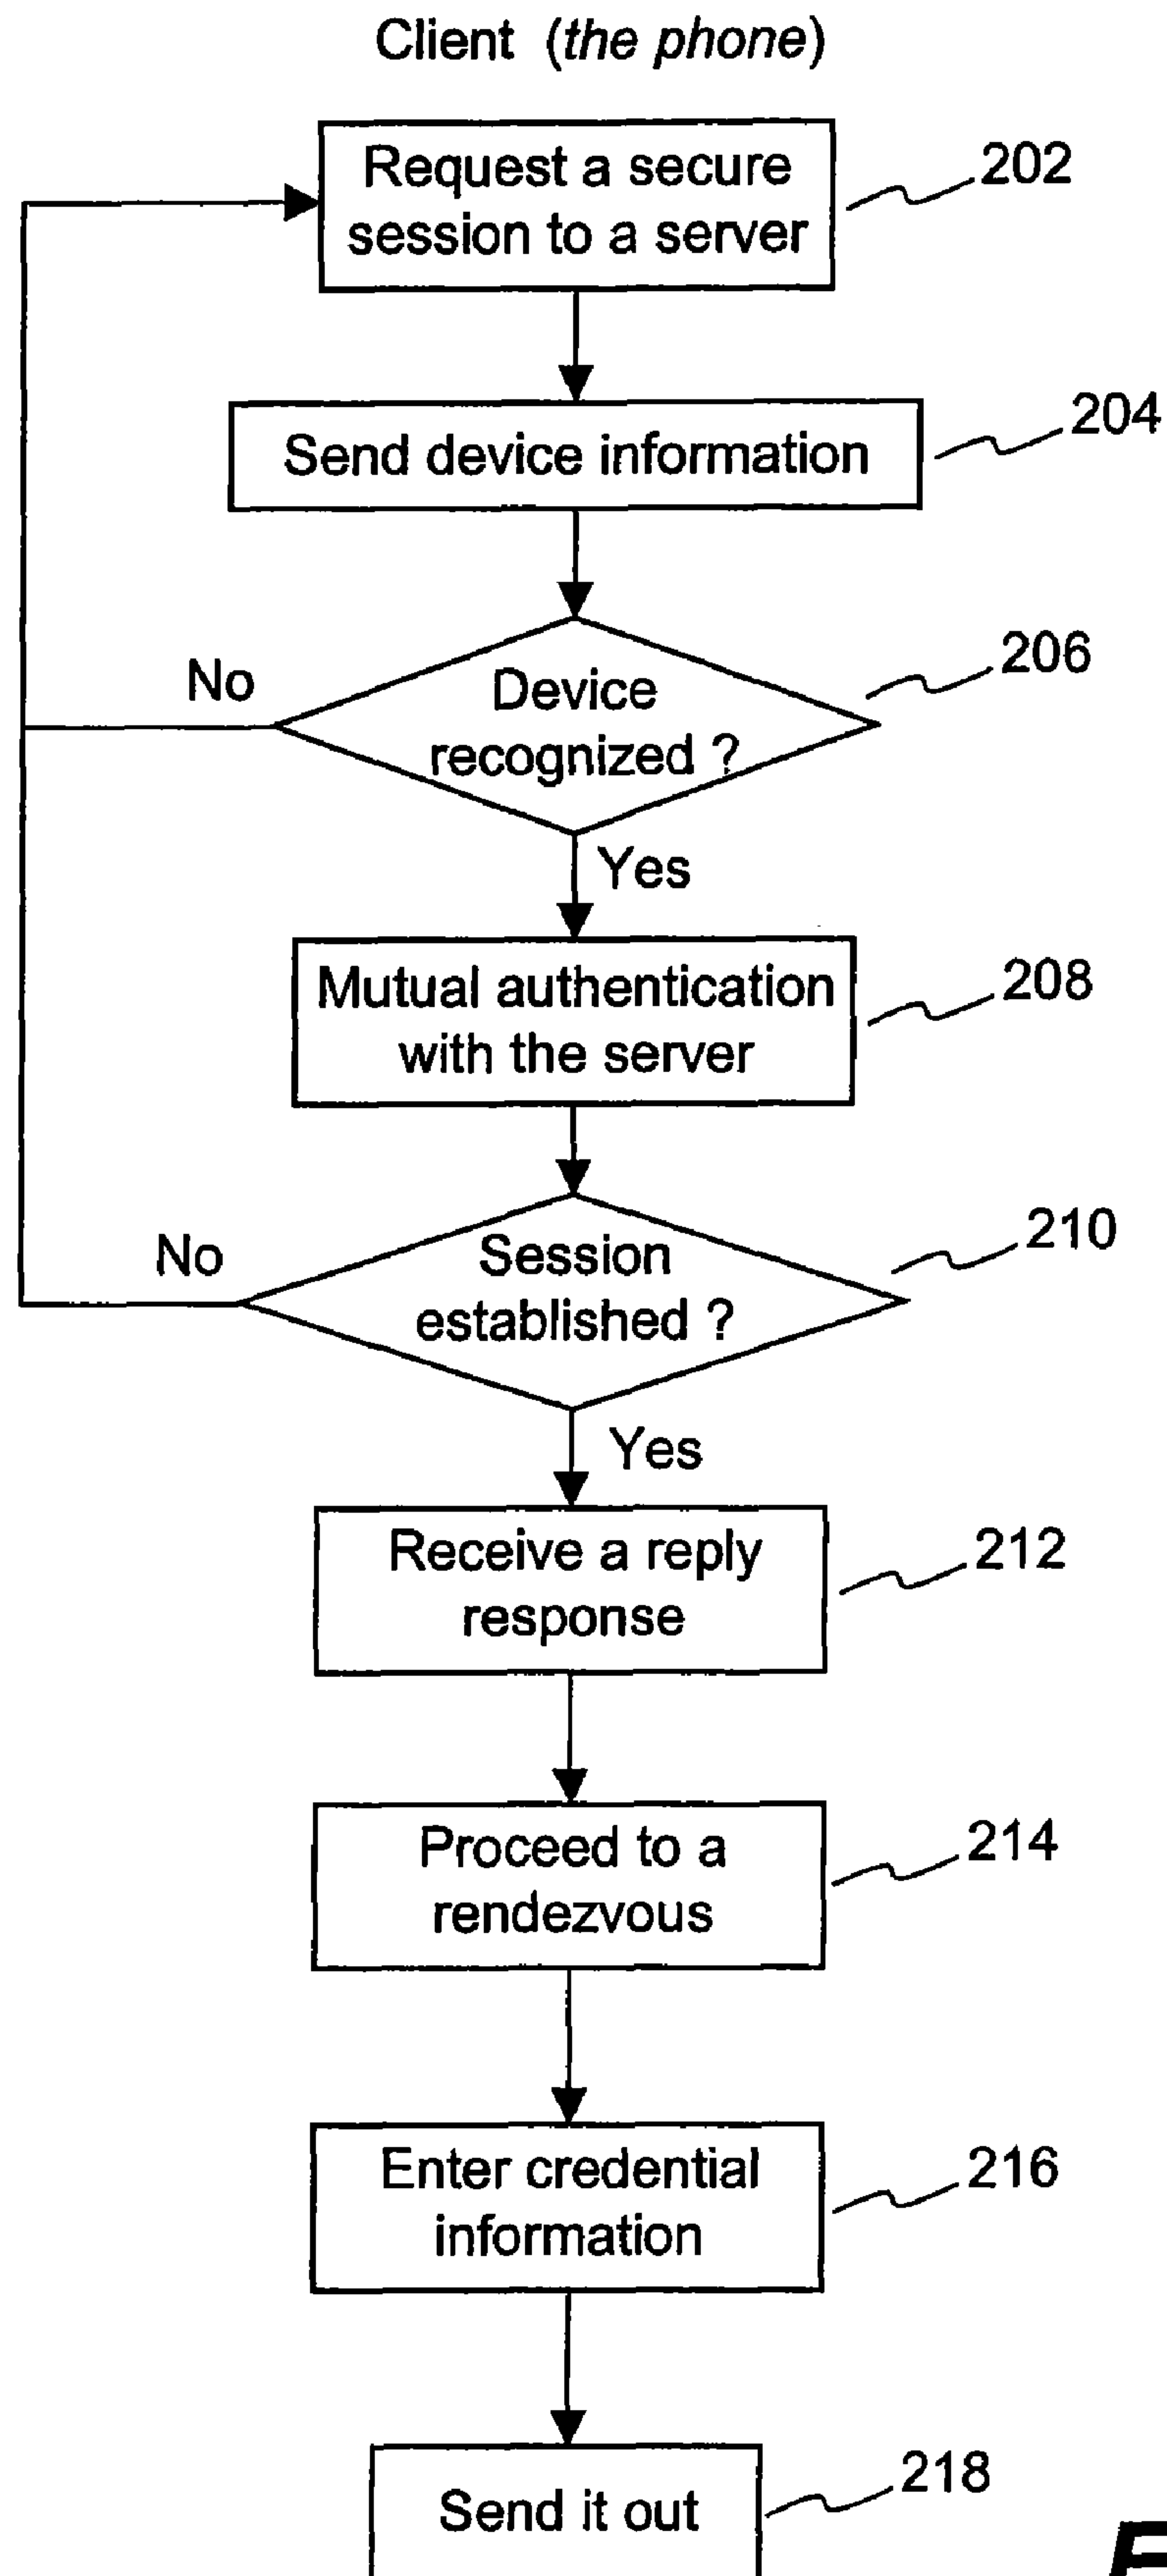 Client (the phone)
Request a secure
session to a server
202
Send device information
204
Device
recognized ?
206
No
Yes
Mutual authentication
with the server
208
Session
established ?
210
No
Yes
Receive a reply
response
212
Proceed to a
rendezvous
214
Enter credential
information
216
Send it out
218